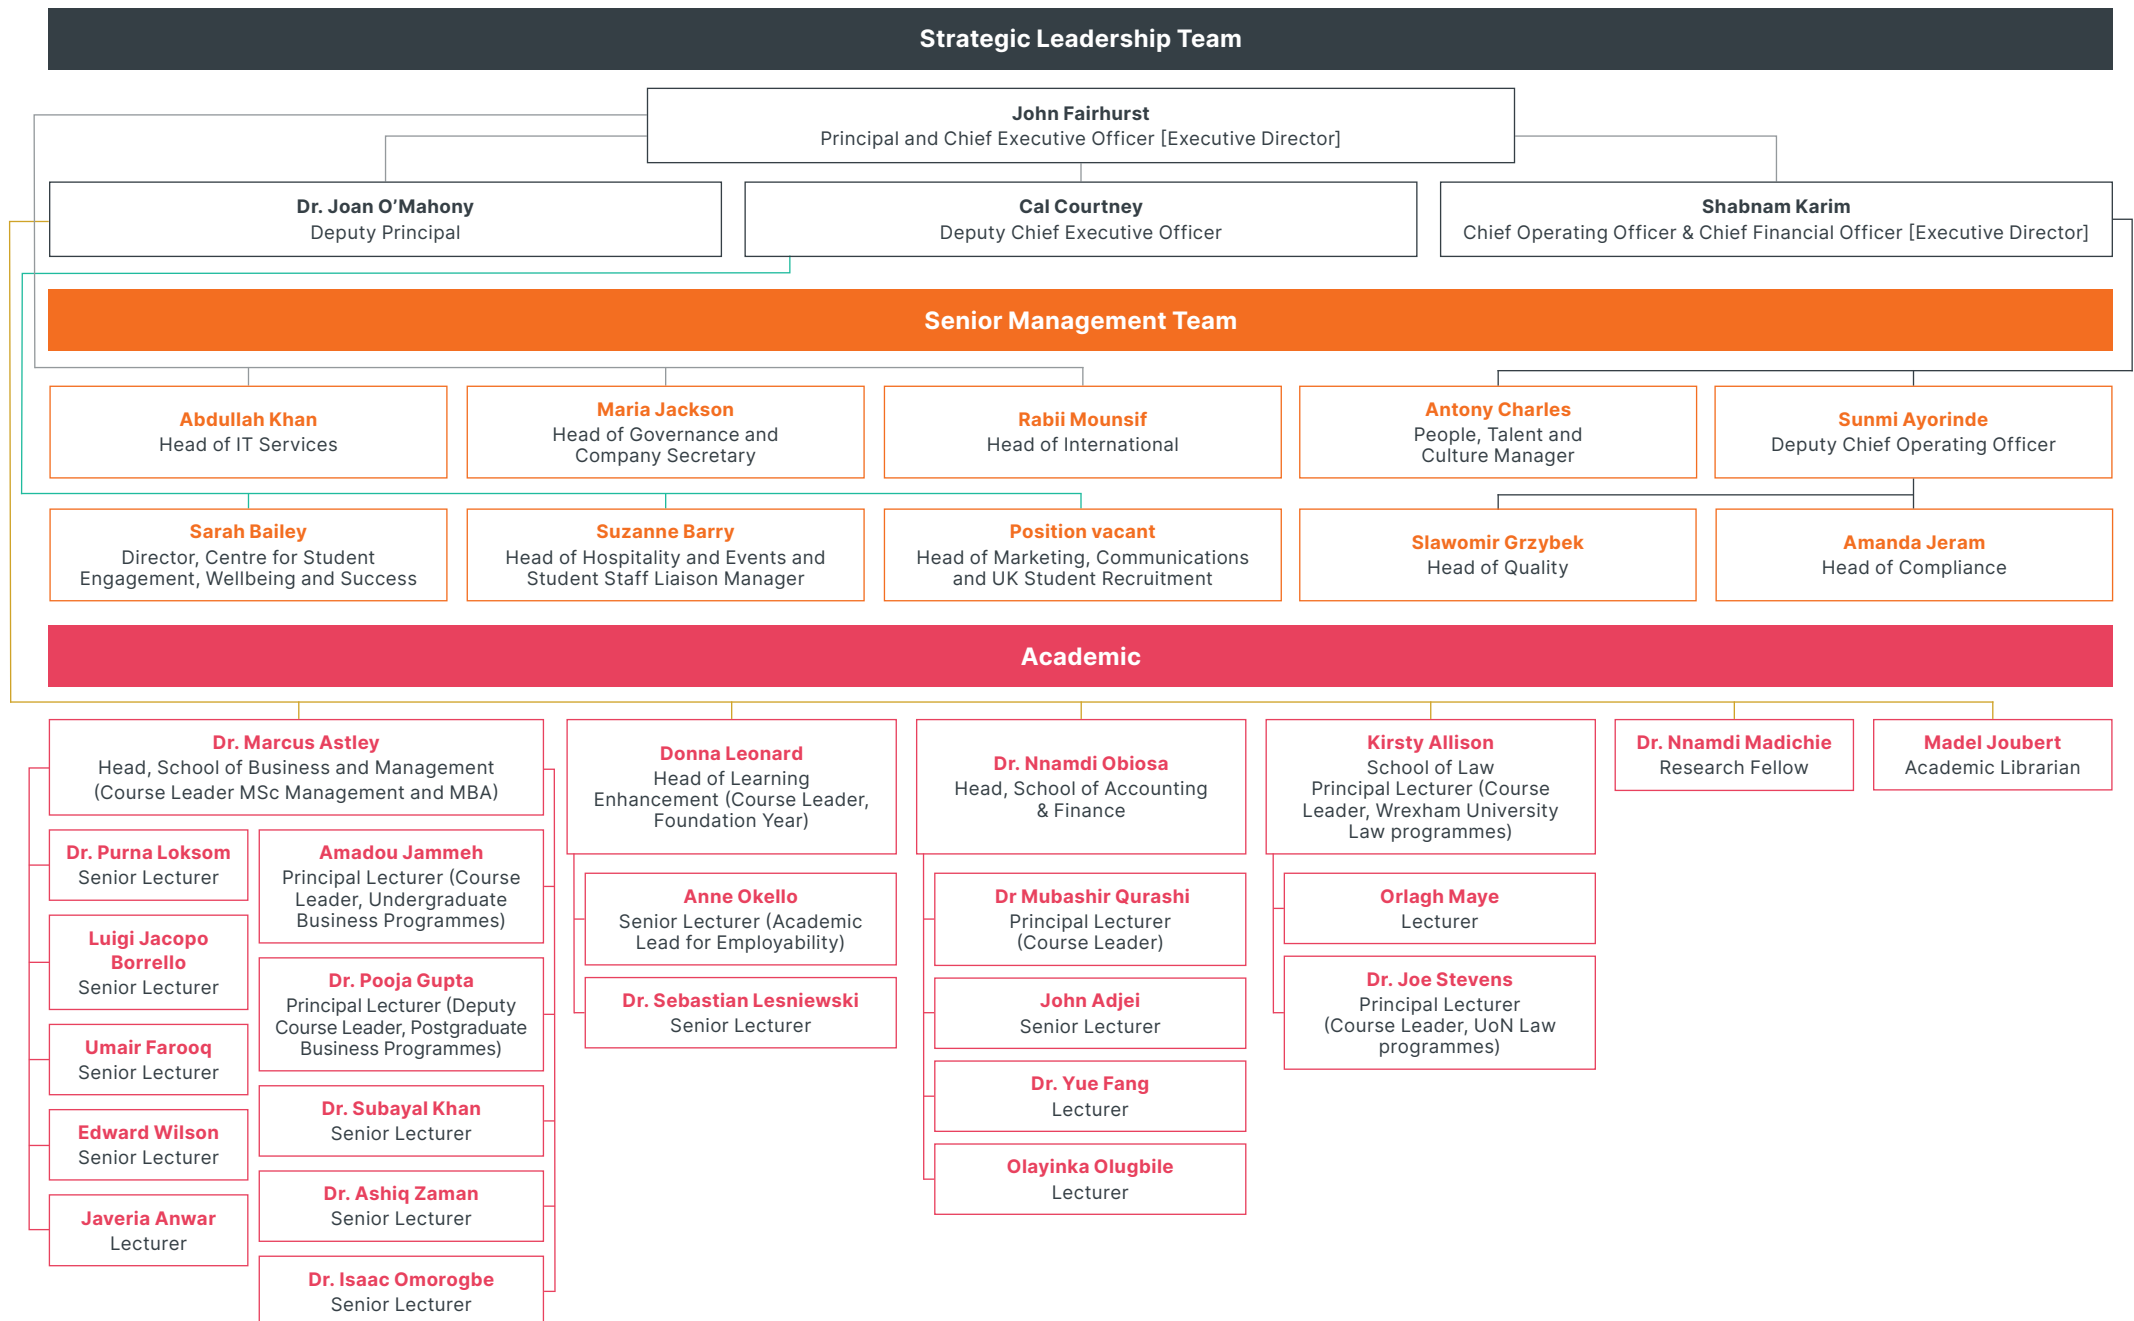 Strategic Leadership Team
John Fairhurst
Principal and Chief Executive Officer [Executive Director]
Dr. Joan O’Mahony
Deputy Principal
Cal Courtney
Deputy Chief Executive Officer
Shabnam Karim
Chief Operating Officer & Chief Financial Officer [Executive Director]
Senior Management Team
Abdullah Khan
Head of IT Services
Maria Jackson
Head of Governance and
Company Secretary
Rabii Mounsif
Head of International
Antony Charles
People, Talent and
Culture Manager
Sunmi Ayorinde
Deputy Chief Operating Officer
Sarah Bailey
Director, Centre for Student
Engagement, Wellbeing and Success
Suzanne Barry
Head of Hospitality and Events and
Student Staff Liaison Manager
Position vacant
Head of Marketing, Communications
and UK Student Recruitment
Slawomir Grzybek
Head of Quality
Amanda Jeram
Head of Compliance
Academic
Dr. Marcus Astley
Head, School of Business and Management
(Course Leader MSc Management and MBA)
Dr. Purna Loksom
Senior Lecturer
Luigi Jacopo
Borrello
Senior Lecturer
Umair Farooq
Senior Lecturer
Edward Wilson
Senior Lecturer
Javeria Anwar
Lecturer
Amadou Jammeh
Principal Lecturer (Course
Leader, Undergraduate
Business Programmes)
Dr. Pooja Gupta
Principal Lecturer (Deputy
Course Leader, Postgraduate
Business Programmes)
Dr. Subayal Khan
Senior Lecturer
Dr. Ashiq Zaman
Senior Lecturer
Dr. Isaac Omorogbe
Senior Lecturer
Donna Leonard
Head of Learning
Enhancement (Course Leader,
Foundation Year)
Anne Okello
Senior Lecturer (Academic
Lead for Employability)
Dr. Sebastian Lesniewski
Senior Lecturer
Dr. Nnamdi Obiosa
Head, School of Accounting
& Finance
Dr Mubashir Qurashi
Principal Lecturer
(Course Leader)
John Adjei
Senior Lecturer
Dr. Yue Fang
Lecturer
Olayinka Olugbile
Lecturer
Kirsty Allison
School of Law
Principal Lecturer (Course
Leader, Wrexham University
Law programmes)
Orlagh Maye
Lecturer
Dr. Joe Stevens
Principal Lecturer
(Course Leader, UoN Law
programmes)
Dr. Nnamdi Madichie
Research Fellow
Madel Joubert
Academic Librarian